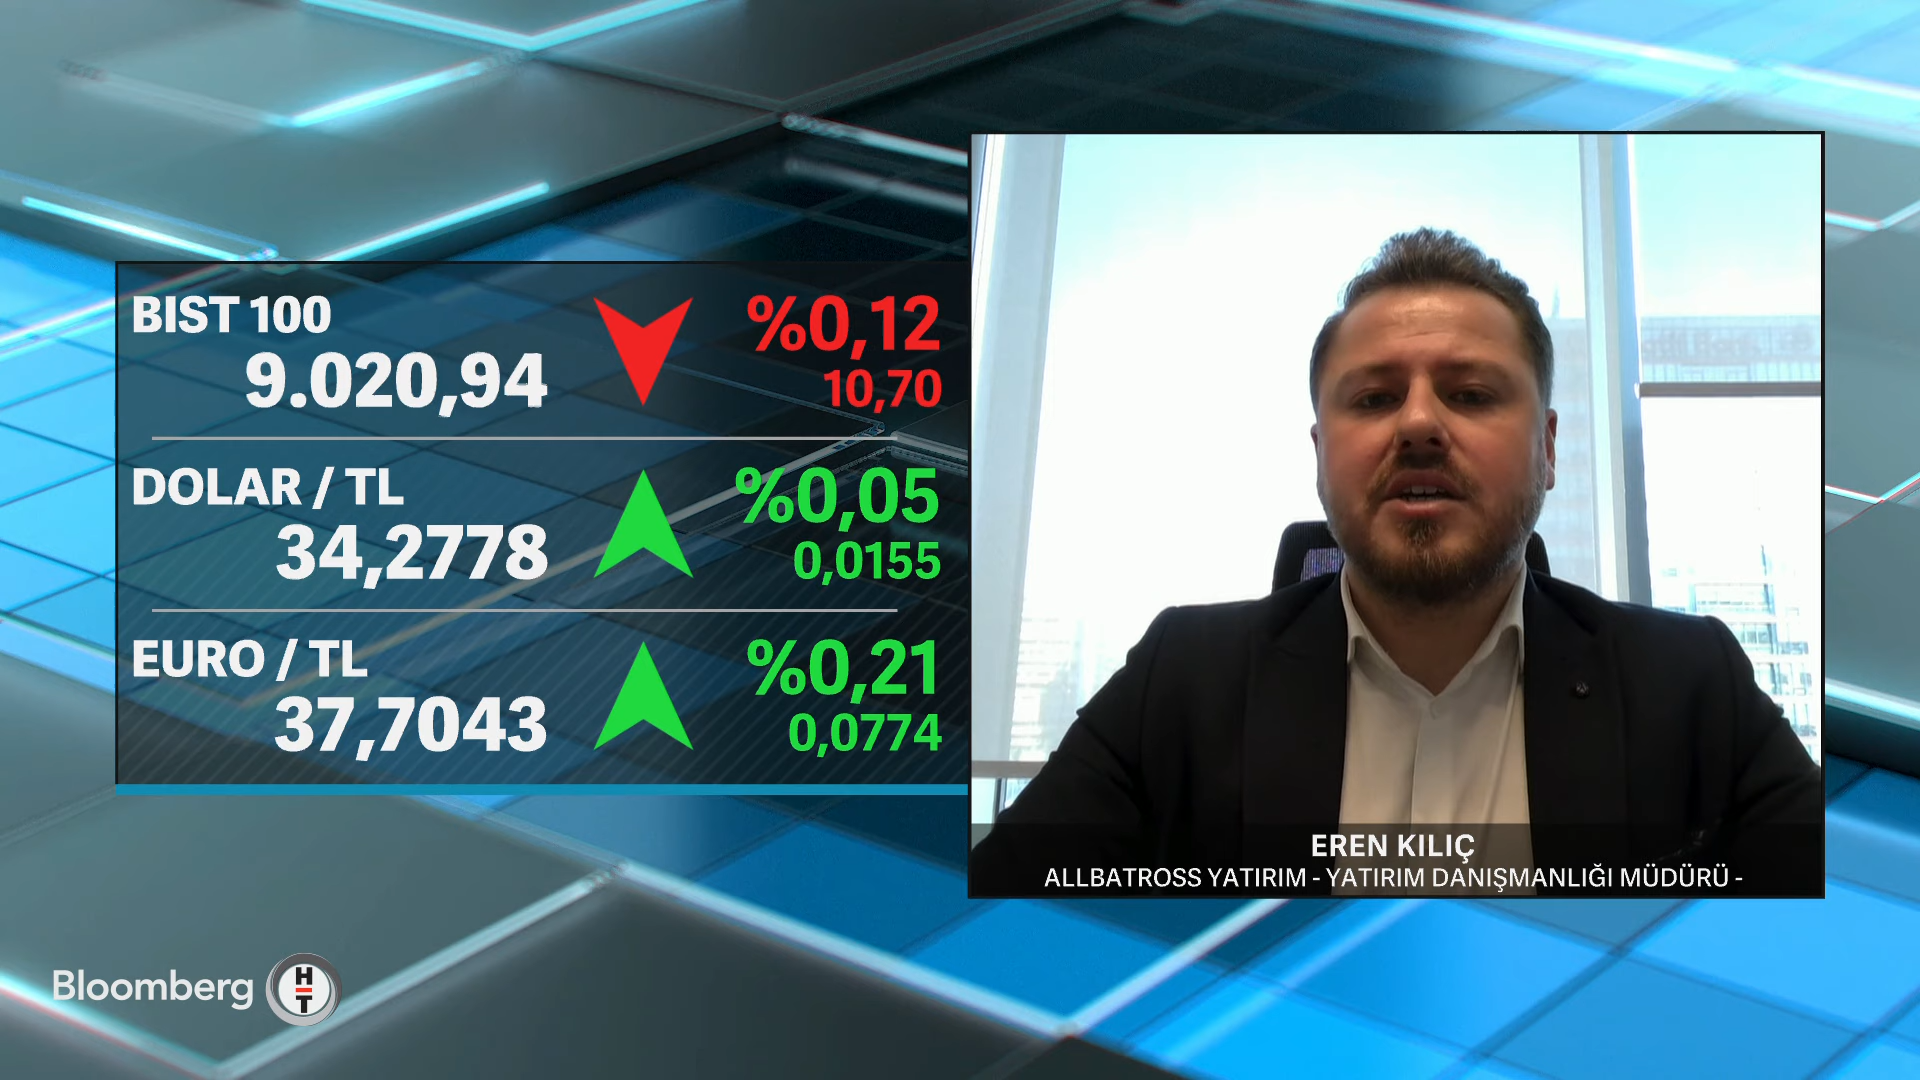 BIST 100
9.020,94
%0,12
10,70
DOLAR / TL
34,2778
%0,05
0,0155
EURO / TL
37,7043
%0,21
0,0774
EREN KILIÇ
ALLBATROSS YATIRIM - YATIRIM DANIŞMANLIĞI MÜDÜRÜ -
Bloomberg HT